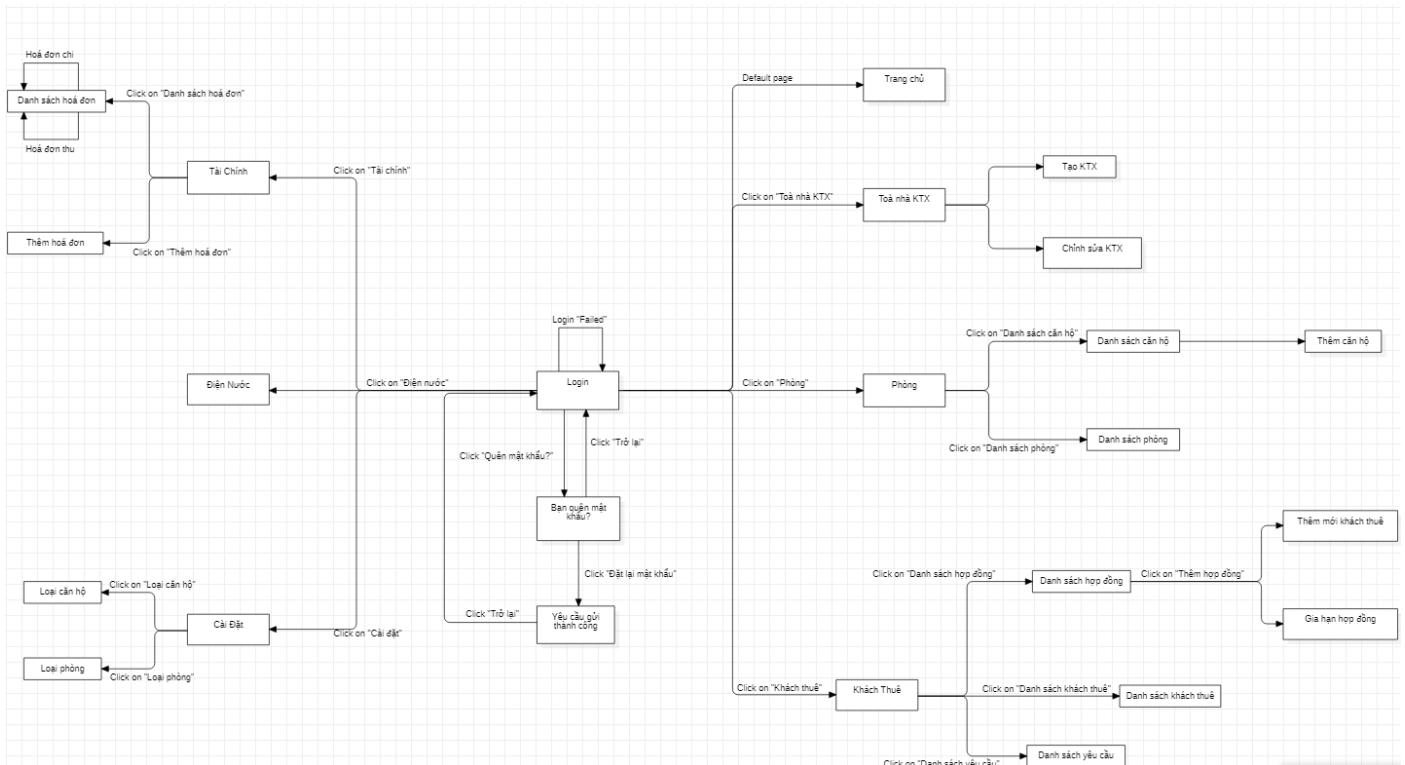 Hoá đơn chi
Danh sách hoá đơn
Click on "Danh sách hoá đơn"
Hoá đơn thu
Tài Chính
Click on "Tài chính"
Thêm hoá đơn
Click on "Thêm hoá đơn"
Default page
Trang chủ
Click on "Toà nhà KTX"
Toà nhà KTX
Tạo KTX
Chỉnh sửa KTX
Login "Failed"
Login
Điện Nước
Click on "Điện nước"
Click on "Phòng"
Phòng
Click on "Danh sách căn hộ"
Danh sách căn hộ
Thêm căn hộ
Click on "Danh sách phòng"
Danh sách phòng
Click "Quên mật khẩu?"
Click "Trở lại"
Bạn quên mật
khẩu?
Click "Đặt lại mật khẩu"
Click "Trở lại"
Yêu cầu gửi
thành công
Loại căn hộ
Click on "Loại căn hộ"
Cài Đặt
Click on "Cài đặt"
Loại phòng
Click on "Loại phòng"
Click on "Khách thuê"
Khách Thuê
Click on "Danh sách hợp đồng"
Danh sách hợp đồng
Click on "Thêm hợp đồng"
Thêm mới khách thuê
Gia hạn hợp đồng
Click on "Danh sách khách thuê"
Danh sách khách thuê
Click on "Danh sách yêu cầu"
Danh sách yêu cầu